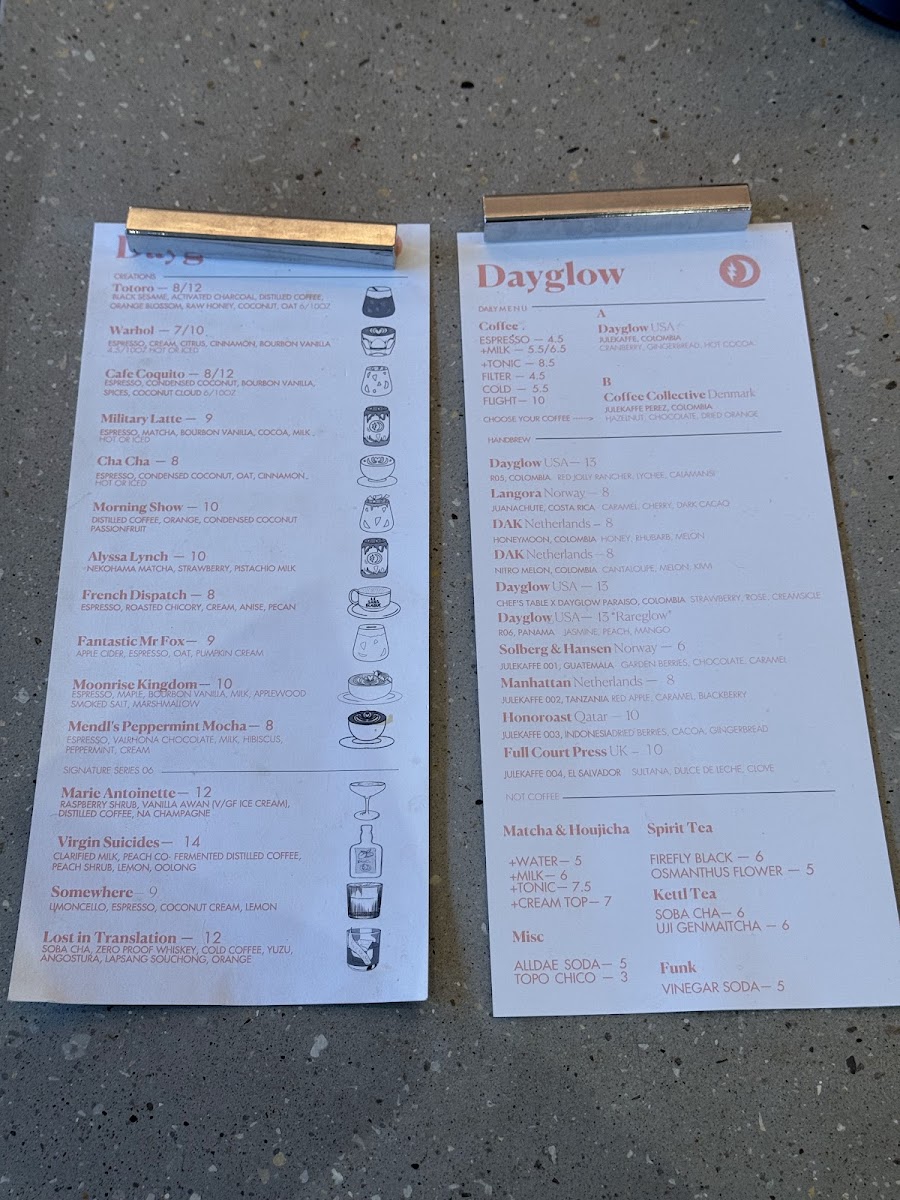 CREATIONS
Totoro — 8/12
BLACK SESAME, ACTIVATED CHARCOAL, DISTILLED COFFEE,
ORANGE BLOSSOM, RAW HONEY, COCONUT, OAT 6/10OZ
Warhol — 7/10
ESPRESSO, CREAM, CITRUS, CINNAMON, BOURBON VANILLA
4.5/10OZ HOT OR ICED
Cafe Coquito — 8/12
ESPRESSO, CONDENSED COCONUT, BOURBON VANILLA,
SPICES, COCONUT CLOUD 6/10OZ
Military Latte — 9
ESPRESSO, MATCHA, BOURBON VANILLA, COCOA, MILK,
HOT OR ICED
Cha Cha — 8
ESPRESSO, CONDENSED COCONUT, OAT, CINNAMON,
HOT OR ICED
Morning Show — 10
DISTILLED COFFEE, ORANGE, CONDENSED COCONUT
PASSIONFRUIT
Alyssa Lynch — 10
NEKOHAMA MATCHA, STRAWBERRY, PISTACHIO MILK
French Dispatch — 8
ESPRESSO, ROASTED CHICORY, CREAM, ANISE, PECAN
Fantastic Mr Fox — 9
APPLE CIDER, ESPRESSO, OAT, PUMPKIN CREAM
Moonrise Kingdom — 10
ESPRESSO, MAPLE, BOURBON VANILLA, MILK, APPLEWOOD
SMOKED SALT, MARSHMALLOW
Mendl's Peppermint Mocha — 8
ESPRESSO, VALRHONA CHOCOLATE, MILK, HIBISCUS,
PEPPERMINT, CREAM
SIGNATURE SERIES 06
Marie Antoinette — 12
RASPBERRY SHRUB, VANILLA AWAN (V/GF ICE CREAM),
DISTILLED COFFEE, NA CHAMPAGNE
Virgin Suicides — 14
CLARIFIED MILK, PEACH CO- FERMENTED DISTILLED COFFEE,
PEACH SHRUB, LEMON, OOLONG
Somewhere — 9
LIMONCELLO, ESPRESSO, COCONUT CREAM, LEMON
Lost in Translation — 12
SOBA CHA, ZERO PROOF WHISKEY, COLD COFFEE, YUZU,
ANGOSTURA, LAPSANG SOUCHONG, ORANGE
Dayglow
DAILY MENU
Coffee
ESPRESSO — 4.5
+MILK — 5.5/6.5
+TONIC — 8.5
FILTER — 4.5
COLD — 5.5
FLIGHT — 10
CHOOSE YOUR COFFEE
A
Dayglow USA
JULEKAFFE, COLOMBIA
CRANBERRY, GINGERBREAD, HOT COCOA
B
Coffee Collective Denmark
JULEKAFFE PEREZ, COLOMBIA
HAZELNUT, CHOCOLATE, DRIED ORANGE
HANDBREW
Dayglow USA — 13
R05, COLOMBIA RED JOLLY RANCHER, LYCHEE, CALAMANSI
Langora Norway — 8
JUANACHUTE, COSTA RICA CARAMEL, CHERRY, DARK CACAO
DAK Netherlands — 8
HONEYMOON, COLOMBIA HONEY, RHUBARB, MELON
DAK Netherlands — 8
NITRO MELON, COLOMBIA CANTALOUPE, MELON, KIWI
Dayglow USA — 13
CHEF'S TABLE X DAYGLOW PARAISO, COLOMBIA STRAWBERRY, ROSE, CREAMSICLE
Dayglow USA — 13 "Rareglow"
R06, PANAMA JASMINE, PEACH, MANGO
Solberg & Hansen Norway — 6
JULEKAFFE 001, GUATEMALA GARDEN BERRIES, CHOCOLATE, CARAMEL
Manhattan Netherlands — 8
JULEKAFFE 002, TANZANIA RED APPLE, CARAMEL, BLACKBERRY
Honoroast Qatar — 10
JULEKAFFE 003, INDONESIADRIED BERRIES, CACOA, GINGERBREAD
Full Court Press UK — 10
JULEKAFFE 004, EL SALVADOR SULTANA, DULCE DE LECHE, CLOVE
NOT COFFEE
Matcha & Houjicha
+WATER — 5
+MILK — 6
+TONIC — 7.5
+CREAM TOP — 7
Misc
ALLDAE SODA — 5
TOPO CHICO — 3
Spirit Tea
FIREFLY BLACK — 6
OSMANTHUS FLOWER — 5
Kettl Tea
SOBA CHA — 6
UJI GENMAITCHA — 6
Funk
VINEGAR SODA — 5